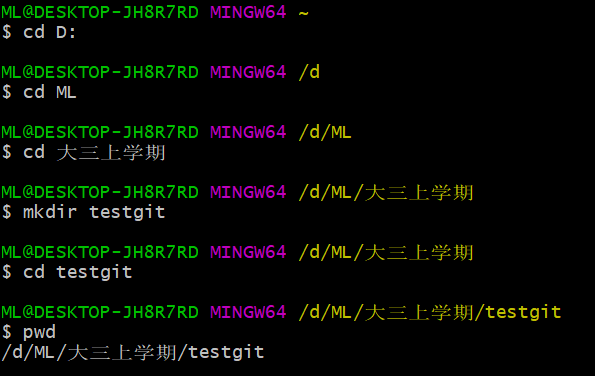 ML@DESKTOP-JH8R7RD MINGW64 ~
$ cd D:
ML@DESKTOP-JH8R7RD MINGW64 /d
$ cd ML
ML@DESKTOP-JH8R7RD MINGW64 /d/ML
$ cd 大三上学期
ML@DESKTOP-JH8R7RD MINGW64 /d/ML/大三上学期
$ mkdir testgit
ML@DESKTOP-JH8R7RD MINGW64 /d/ML/大三上学期
$ cd testgit
ML@DESKTOP-JH8R7RD MINGW64 /d/ML/大三上学期/testgit
$ pwd
/d/ML/大三上学期/testgit